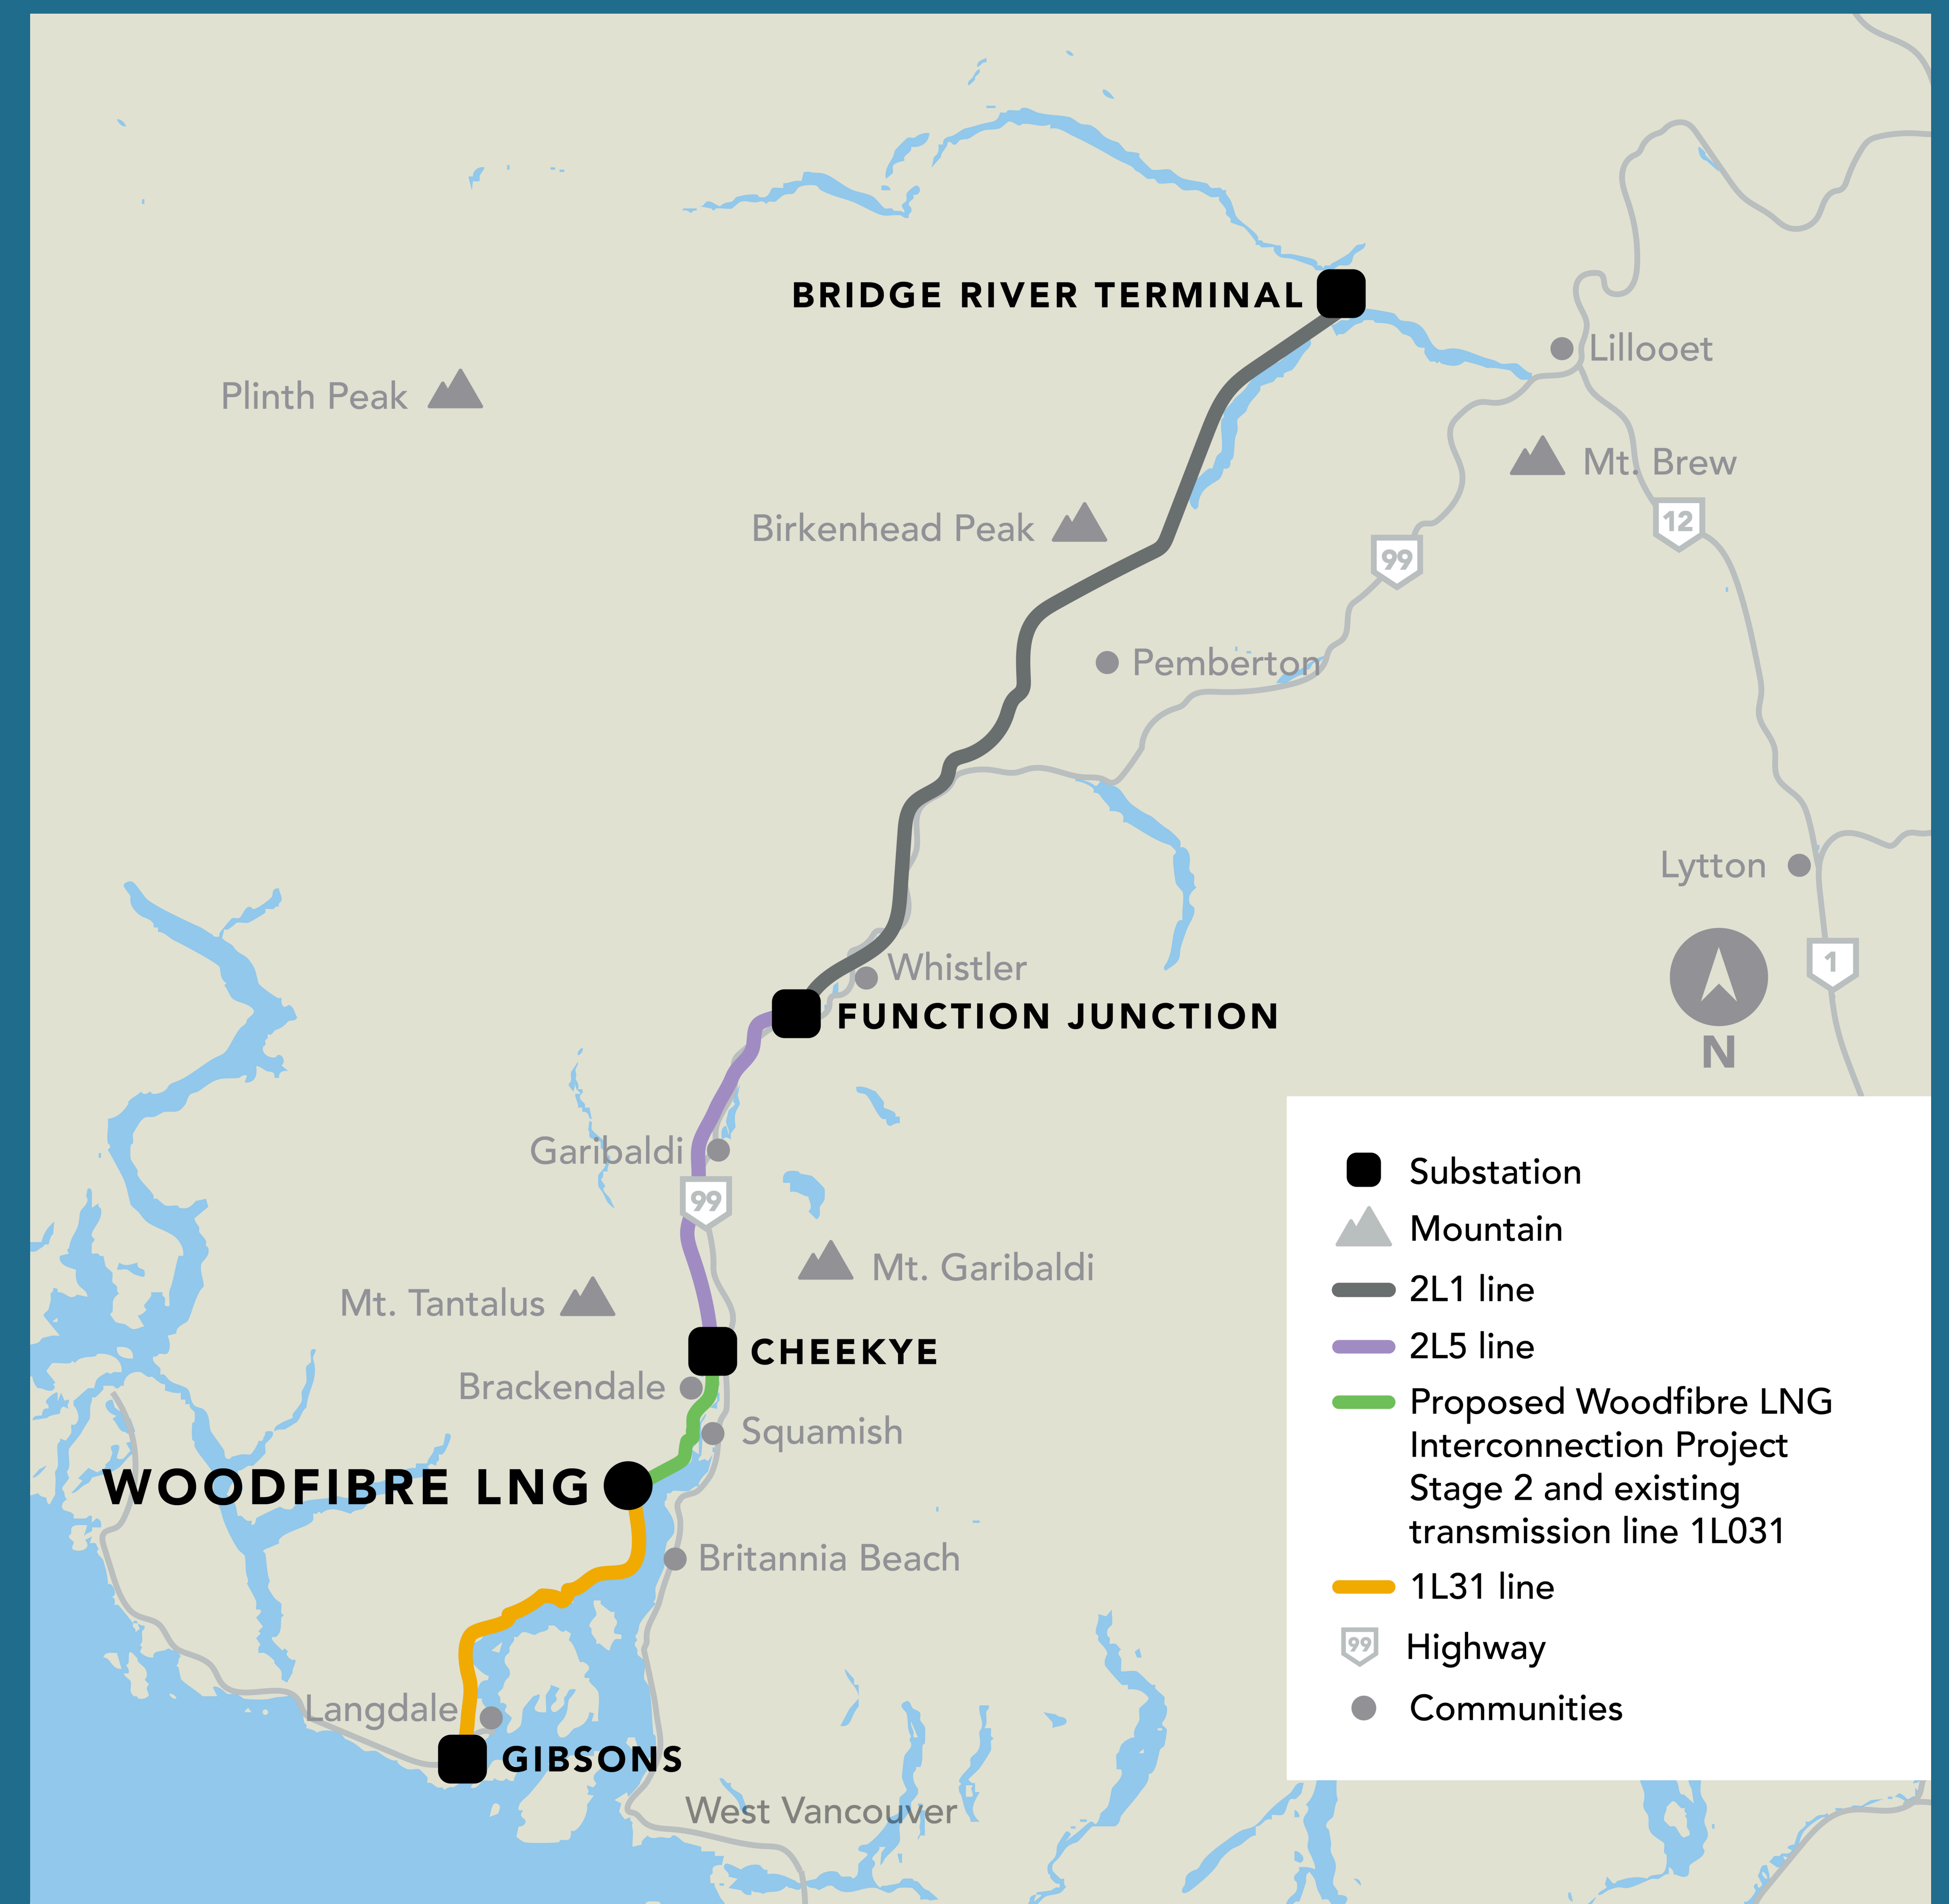 BRIDGE RIVER TERMINAL
Lillooet
Plinth Peak
Mt. Brew
12
Birkenhead Peak
99
Pemberton
Lytton
Whistler
1
FUNCTION JUNCTION
N
Garibaldi
99
Mt. Garibaldi
Mt. Tantalus
CHEEKYE
Brackendale
Squamish
WOODFIBRE LNG
Britannia Beach
Langdale
GIBSONS
West Vancouver
Substation
Mountain
2L1 line
2L5 line
Proposed Woodfibre LNG
Interconnection Project
Stage 2 and existing
transmission line 1L031
1L31 line
99 Highway
Communities